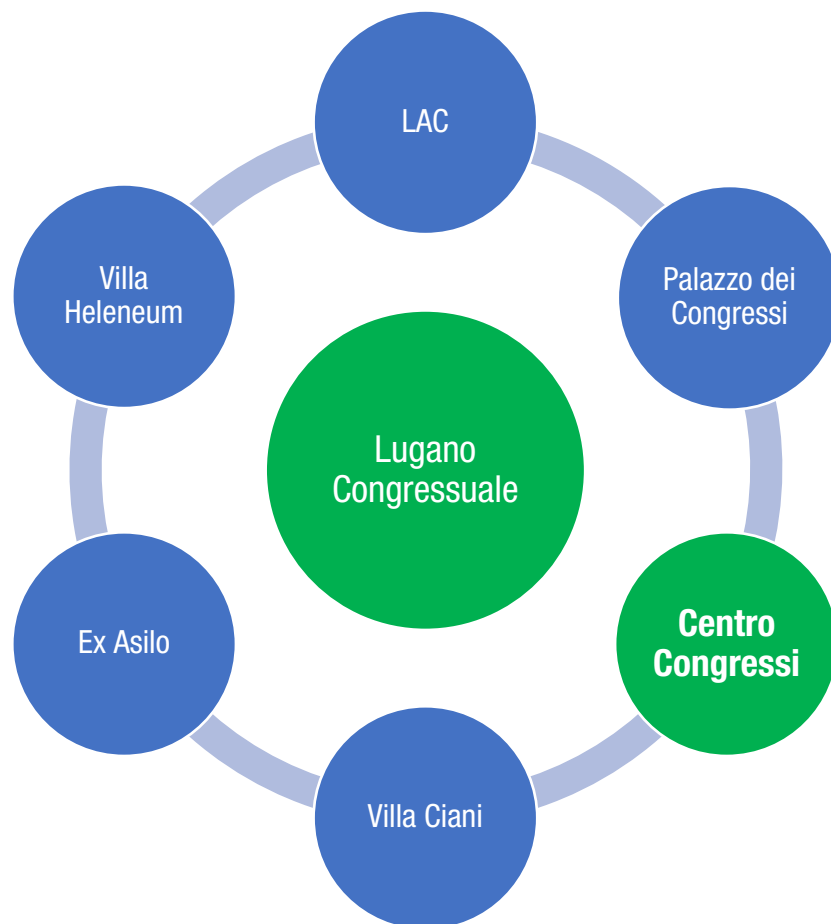 LAC
Villa
Heleneum
Palazzo dei
Congressi
Lugano
Congressuale
Ex Asilo
Centro
Congressi
Villa Ciani